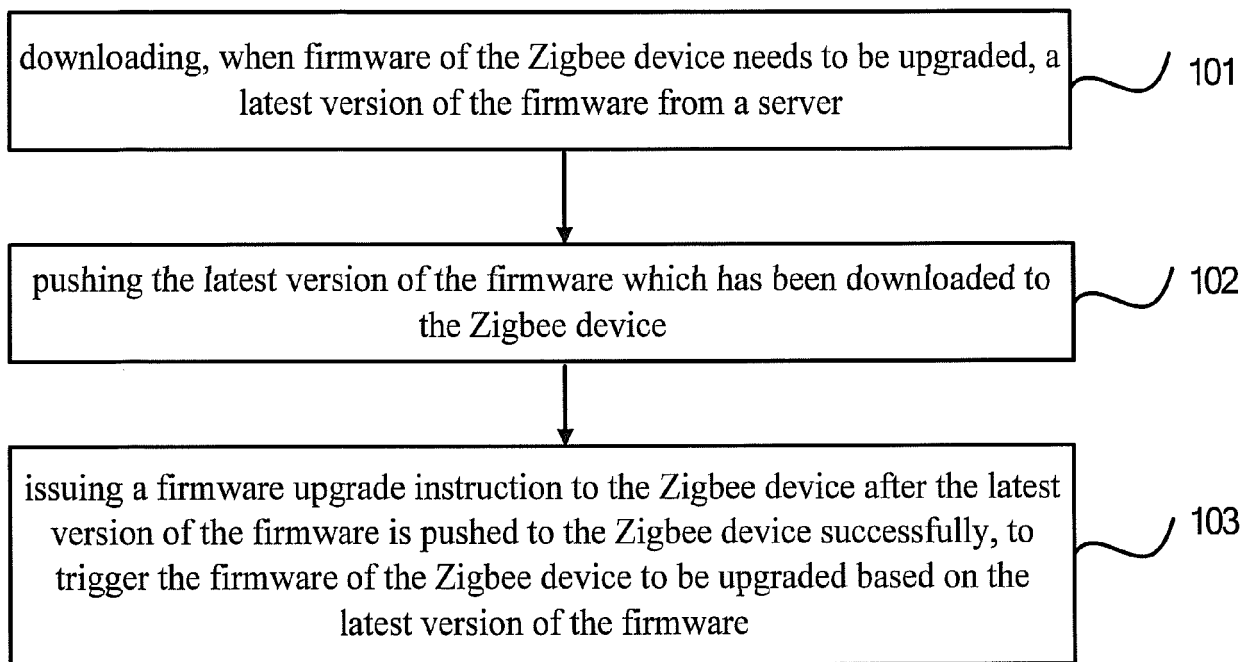 downloading, when firmware of the Zigbee device needs to be upgraded, a
latest version of the firmware from a server
101
pushing the latest version of the firmware which has been downloaded to
the Zigbee device
102
issuing a firmware upgrade instruction to the Zigbee device after the latest
version of the firmware is pushed to the Zigbee device successfully, to
trigger the firmware of the Zigbee device to be upgraded based on the
latest version of the firmware
103